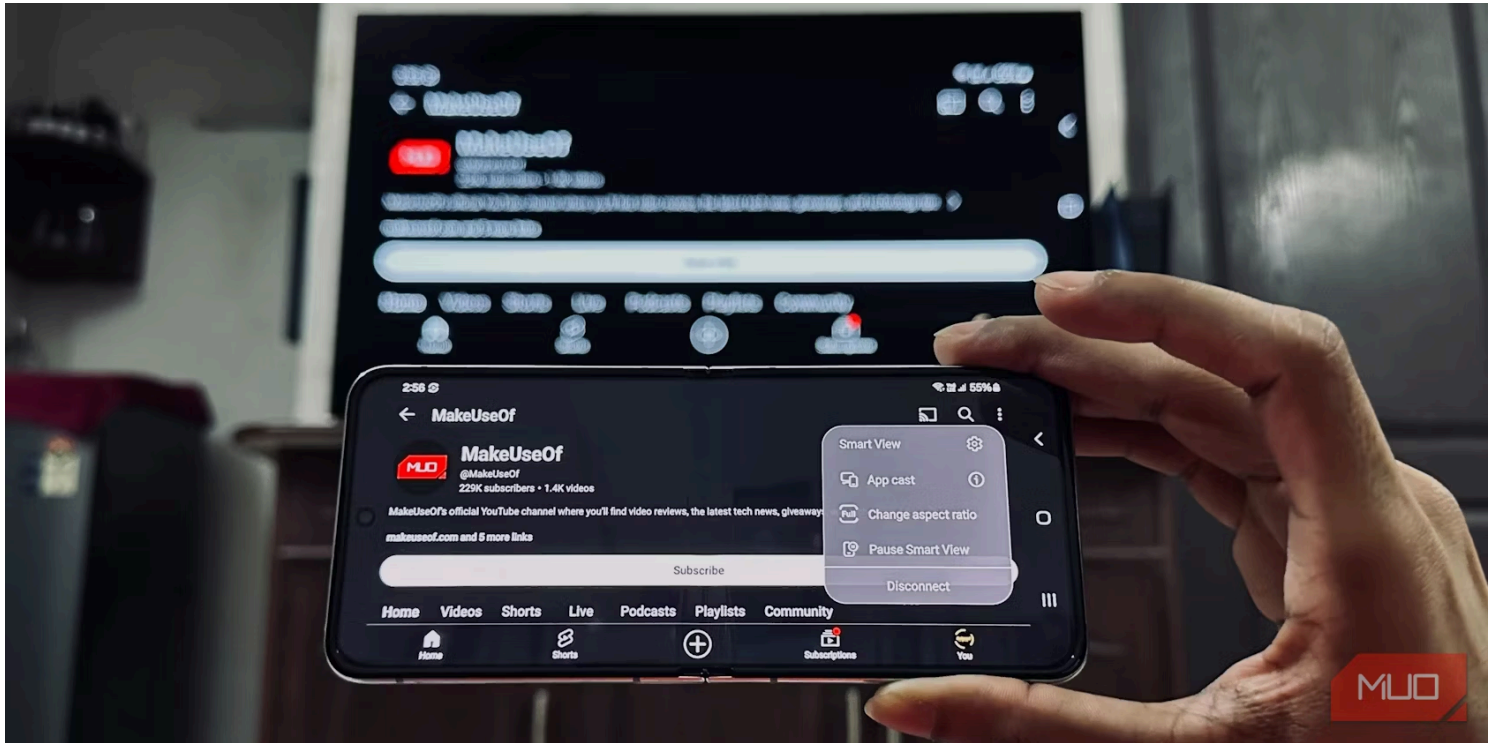 MakeUseOf
2:56 55%
MakeUseOf
MUO
MakeUseOf
@MakeUseOf
229K subscribers • 1.4K videos
MakeUseOf's official YouTube channel where you'll find video reviews, the latest tech news, giveaways
makeuseof.com and 5 more links
Subscribe
Smart View
App cast
Full
Change aspect ratio
Pause Smart View
Disconnect
Home Videos Shorts Live Podcasts Playlists Community
Home Shorts Subscriptions You
MUO